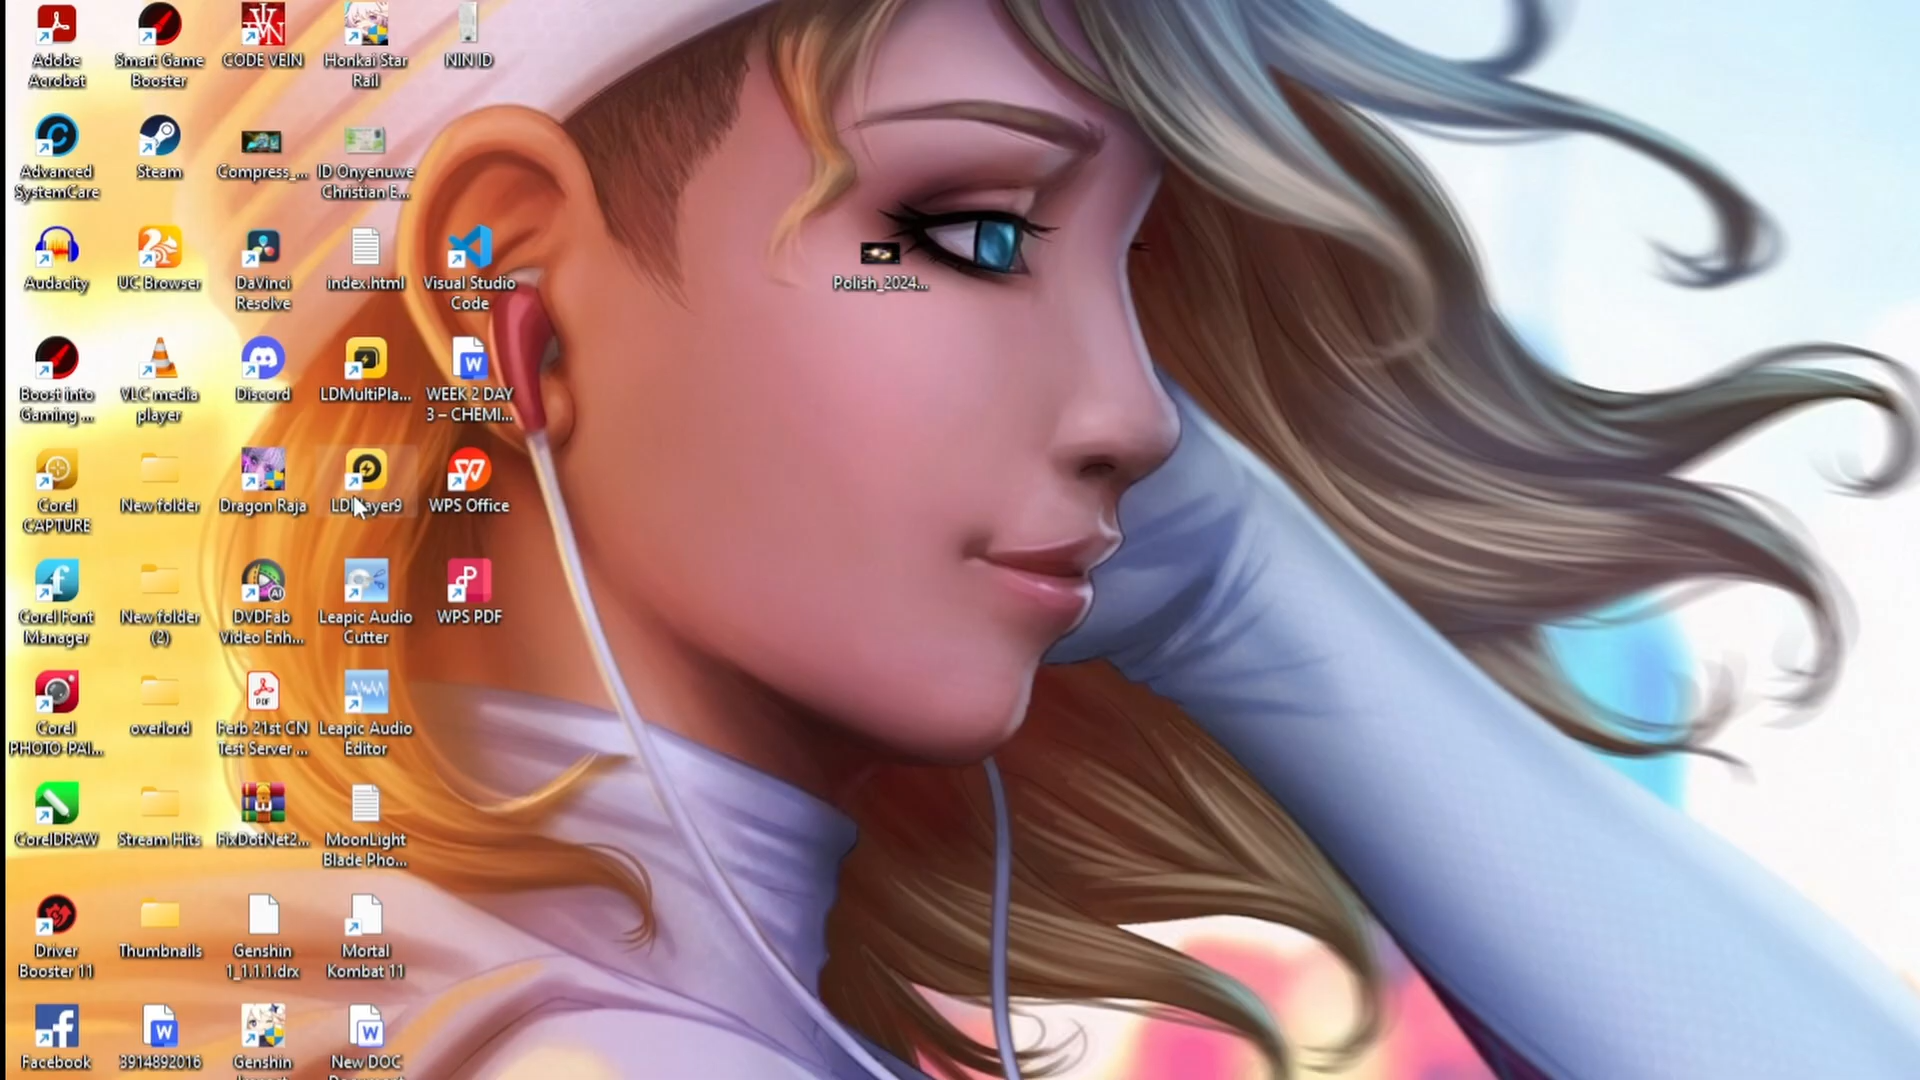 Adobe
Acrobat
Smart Game
Booster
CODE VEIN
Honkai Star
Rail
NIN ID
Advanced
SystemCare
Steam
Compress_...
ID Onyenuwe
Christian E...
Audacity
UC Browser
DaVinci
Resolve
index.html
Visual Studio
Code
Polish_2024...
Boost into
Gaming ...
VLC media
player
Discord
LDMultiPla...
WEEK 2 DAY
3 – CHEMI...
Corel
CAPTURE
New folder
Dragon Raja
LDPlayer9
WPS Office
Corel Font
Manager
New folder
(2)
DVDFab
Video Enh...
Leapic Audio
Cutter
WPS PDF
Corel
PHOTO-PAI...
overlord
Ferb 21st CN
Test Server ...
Leapic Audio
Editor
CorelDRAW
Stream Hits
FixDotNet2...
MoonLight
Blade Pho...
Driver
Booster 11
Thumbnails
Genshin
1_1.1.1.drx
Mortal
Kombat 11
Facebook
3914892016
Genshin
New DOC